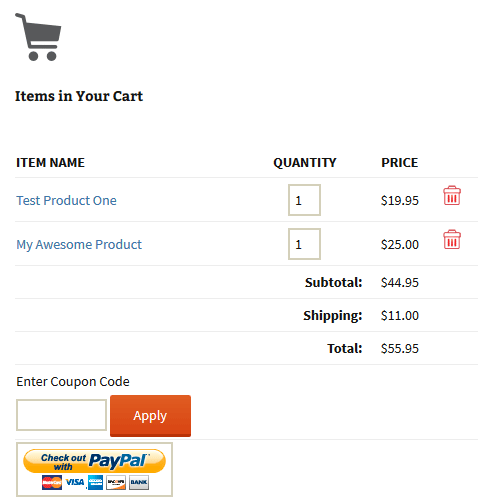 Items in Your Cart
ITEM NAME QUANTITY PRICE
Test Product One 1 $19.95
My Awesome Product 1 $25.00
Subtotal: $44.95
Shipping: $11.00
Total: $55.95
Enter Coupon Code
Apply
Check out with PayPal
MasterCard VISA DISCOVER BANK